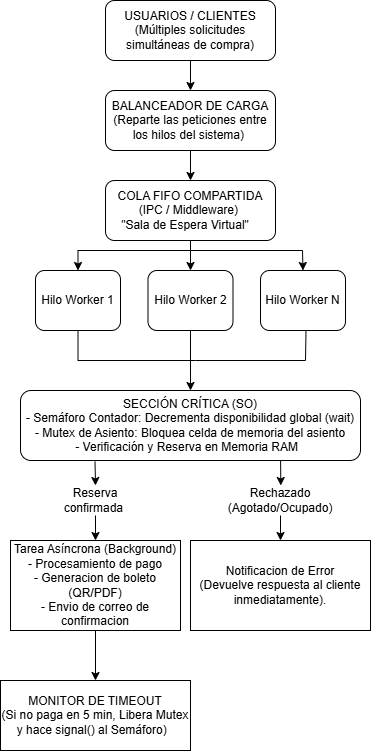 USUARIOS / CLIENTES
(Múltiples solicitudes
simultáneas de compra)
BALANCEADOR DE CARGA
(Reparte las peticiones entre
los hilos del sistema)
COLA FIFO COMPARTIDA
(IPC / Middleware)
"Sala de Espera Virtual"
Hilo Worker 1
Hilo Worker 2
Hilo Worker N
SECCIÓN CRÍTICA (SO)
- Semáforo Contador: Decrementa disponibilidad global (wait)
- Mutex de Asiento: Bloquea celda de memoria del asiento
- Verificación y Reserva en Memoria RAM
Reserva
confirmada
Rechazado
(Agotado/Ocupado)
Tarea Asíncrona (Background)
- Procesamiento de pago
- Generacion de boleto
(QR/PDF)
- Envio de correo de
confirmacion
Notificacion de Error
(Devuelve respuesta al cliente
inmediatamente).
MONITOR DE TIMEOUT
(Si no paga en 5 min, Libera Mutex
y hace signal() al Semáforo)